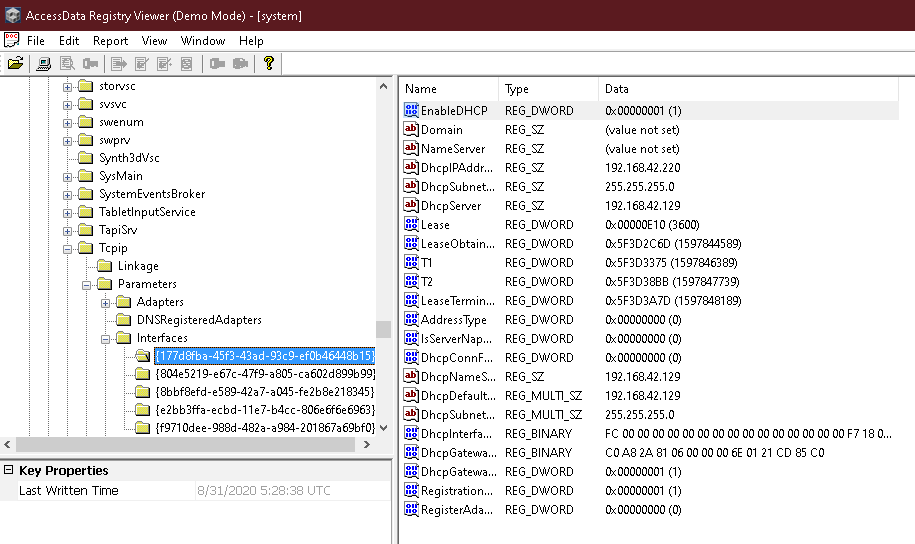 AccessData Registry Viewer (Demo Mode) - [system]
File Edit Report View Window Help
storvsc
svsvc
swenum
swprv
Synth3dVsc
SysMain
SystemEventsBroker
TabletInputService
TapiSrv
Tcpip
Linkage
Parameters
Adapters
DNSRegisteredAdapters
Interfaces
{177d8fba-45f3-43ad-93c9-ef0b46448b15}
{804e5219-e67c-47f9-a805-ca602d899b99}
{8bbf8efd-e589-42a7-a045-fe2b8e218345}
{e2bb3ffa-ecbd-11e7-b4cc-806e6f6e6963}
{f9710dee-988d-482a-a984-201867a69bf0}
Key Properties
Last Written Time 8/31/2020 5:28:38 UTC
Name Type Data
EnableDHCP REG_DWORD 0x00000001 (1)
Domain REG_SZ (value not set)
NameServer REG_SZ (value not set)
DhcpIPAddr... REG_SZ 192.168.42.220
DhcpSubnet... REG_SZ 255.255.255.0
DhcpServer REG_SZ 192.168.42.129
Lease REG_DWORD 0x00000E10 (3600)
LeaseObtain... REG_DWORD 0x5F3D2C6D (1597844589)
T1 REG_DWORD 0x5F3D3375 (1597846389)
T2 REG_DWORD 0x5F3D38BB (1597847739)
LeaseTermin... REG_DWORD 0x5F3D3A7D (1597848189)
AddressType REG_DWORD 0x00000000 (0)
IsServerNap... REG_DWORD 0x00000000 (0)
DhcpConnF... REG_DWORD 0x00000000 (0)
DhcpNameS... REG_SZ 192.168.42.129
DhcpDefault... REG_MULTI_SZ 192.168.42.129
DhcpSubnet... REG_MULTI_SZ 255.255.255.0
DhcpInterfa... REG_BINARY FC 00 00 00 00 00 00 00 00 00 00 00 00 00 00 00 F7 18 0...
DhcpGatewa... REG_BINARY C0 A8 2A 81 06 00 00 00 6E 01 21 CD 85 C0
DhcpGatewa... REG_DWORD 0x00000001 (1)
Registration... REG_DWORD 0x00000001 (1)
RegisterAda... REG_DWORD 0x00000000 (0)